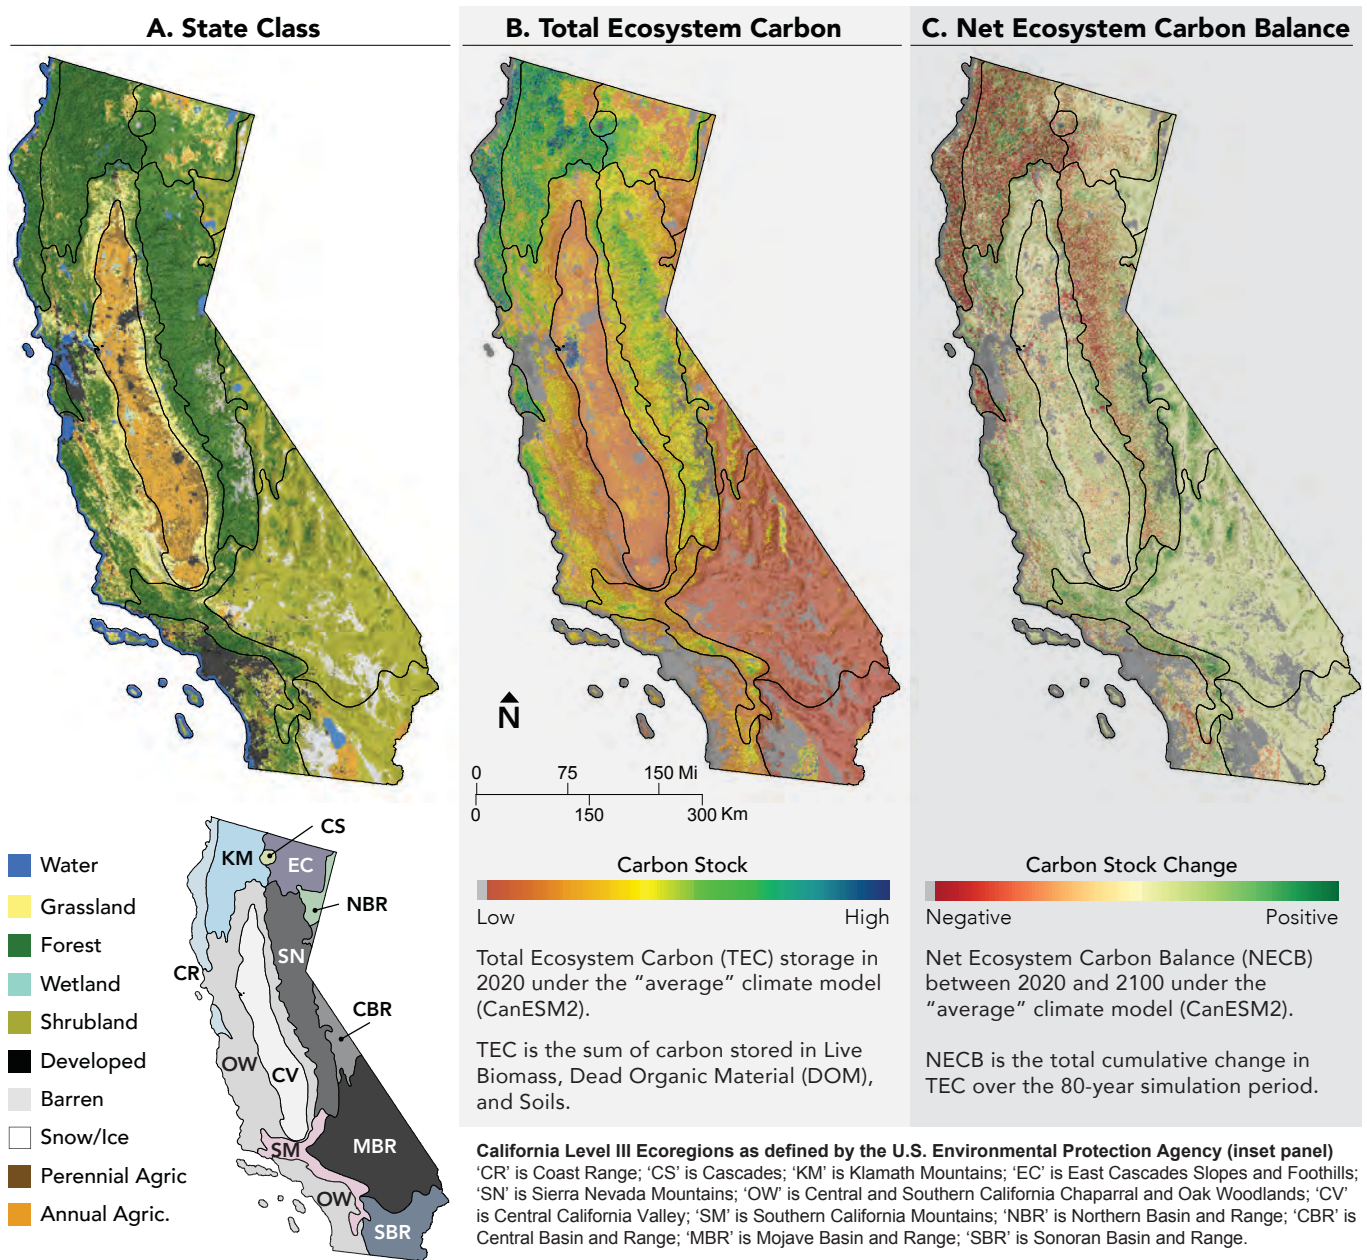 A. State Class
B. Total Ecosystem Carbon
C. Net Ecosystem Carbon Balance
N
0 75 150 Mi
0 150 300 Km
Water
Grassland
Forest
Wetland
Shrubland
Developed
Barren
Snow/Ice
Perennial Agric
Annual Agric.
CS
KM
EC
NBR
SN
CR
CBR
OW
CV
SM
MBR
OW
SBR
Carbon Stock
Low High
Total Ecosystem Carbon (TEC) storage in
2020 under the “average” climate model
(CanESM2).
TEC is the sum of carbon stored in Live
Biomass, Dead Organic Material (DOM),
and Soils.
Carbon Stock Change
Negative Positive
Net Ecosystem Carbon Balance (NECB)
between 2020 and 2100 under the
“average” climate model (CanESM2).
NECB is the total cumulative change in
TEC over the 80-year simulation period.
California Level III Ecoregions as defined by the U.S. Environmental Protection Agency (inset panel)
‘CR’ is Coast Range; ‘CS’ is Cascades; ‘KM’ is Klamath Mountains; ‘EC’ is East Cascades Slopes and Foothills;
‘SN’ is Sierra Nevada Mountains; ‘OW’ is Central and Southern California Chaparral and Oak Woodlands; ‘CV’
is Central California Valley; ‘SM’ is Southern California Mountains; ‘NBR’ is Northern Basin and Range; ‘CBR’ is
Central Basin and Range; ‘MBR’ is Mojave Basin and Range; ‘SBR’ is Sonoran Basin and Range.